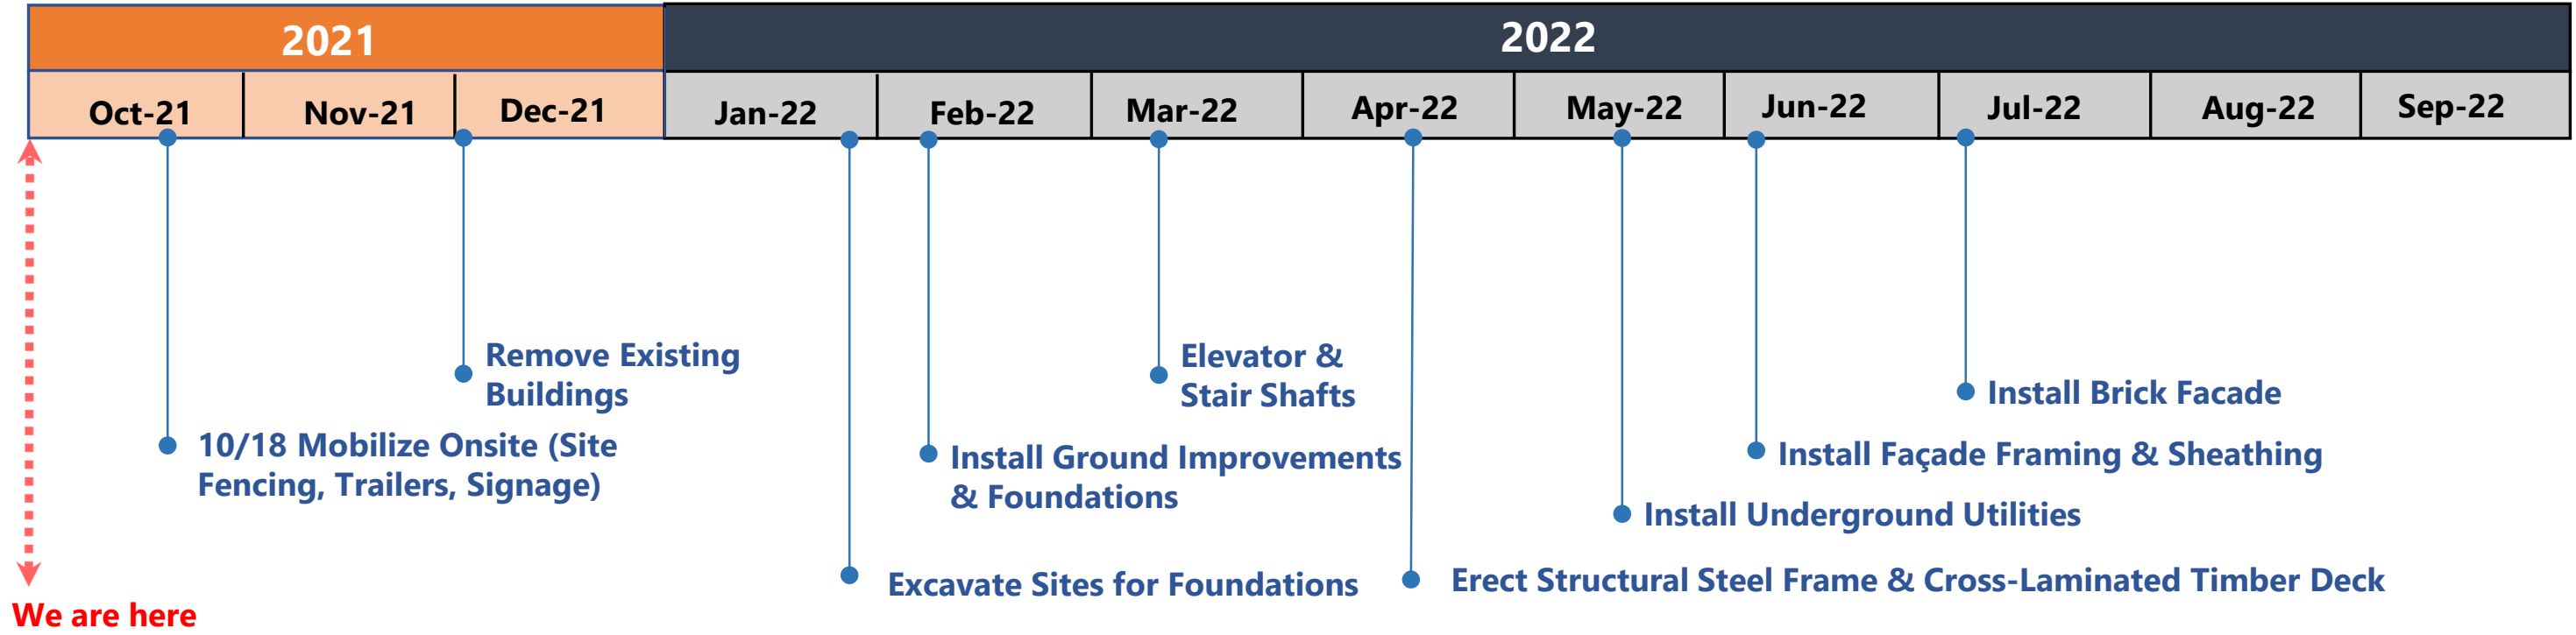 2021
2022
Oct-21
Nov-21
Dec-21
Jan-22
Feb-22
Mar-22
Apr-22
May-22
Jun-22
Jul-22
Aug-22
Sep-22
Remove Existing
Buildings
10/18 Mobilize Onsite (Site
Fencing, Trailers, Signage)
Elevator &
Stair Shafts
Install Ground Improvements
& Foundations
Excavate Sites for Foundations
Install Brick Facade
Install Façade Framing & Sheathing
Install Underground Utilities
Erect Structural Steel Frame & Cross-Laminated Timber Deck
We are here